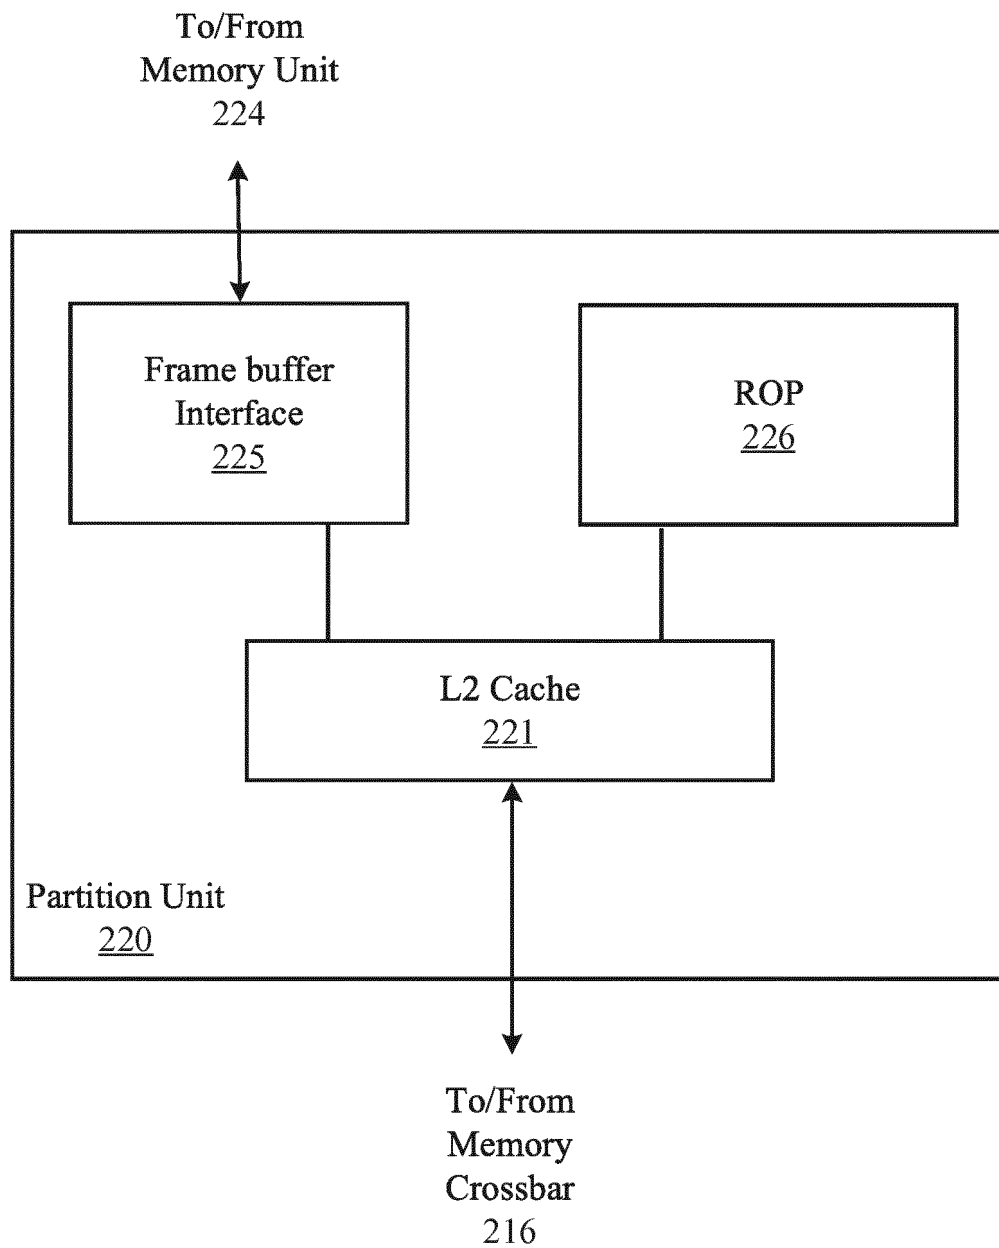 To/From
Memory Unit
224
Frame buffer
Interface
225
ROP
226
L2 Cache
221
Partition Unit
220
To/From
Memory
Crossbar
216